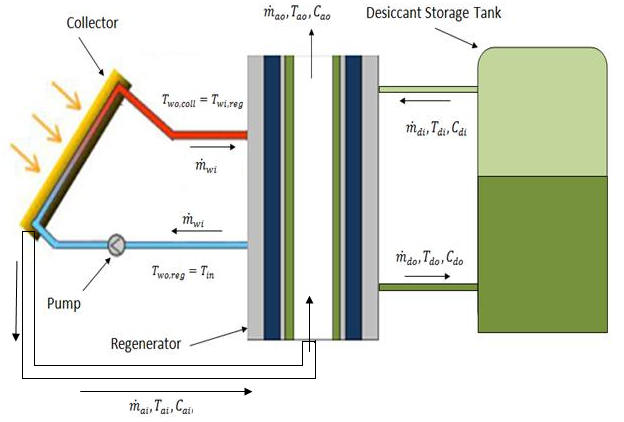 ṁao, Tao, Cao
Desiccant Storage Tank
Collector
Two,coll = Twi,reg
ṁwi
ṁdi, Tdi, Cdi
ṁwi
ṁdo, Tdo, Cdo
Two,reg = Tin
Pump
Regenerator
ṁai, Tai, Cai,